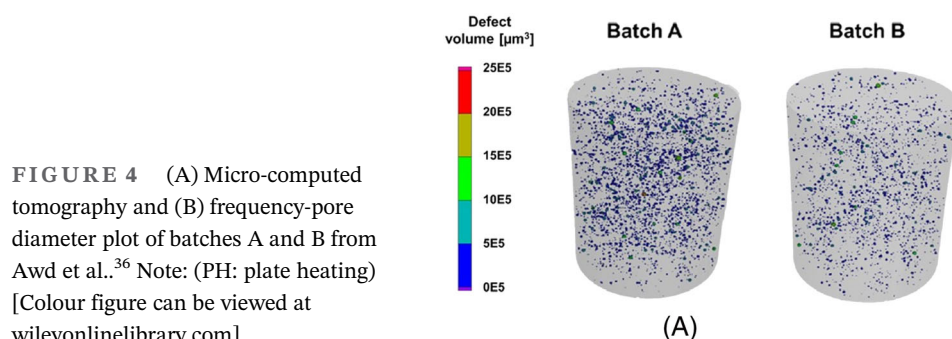 FIGURE 4 (A) Micro-computed
tomography and (B) frequency-pore
diameter plot of batches A and B from
Awd et al..36 Note: (PH: plate heating)
[Colour figure can be viewed at
wileyonlinelibrary.com]
Defect
volume [µm³]
25E5
20E5
15E5
10E5
5E5
0E5
Batch A
Batch B
(A)